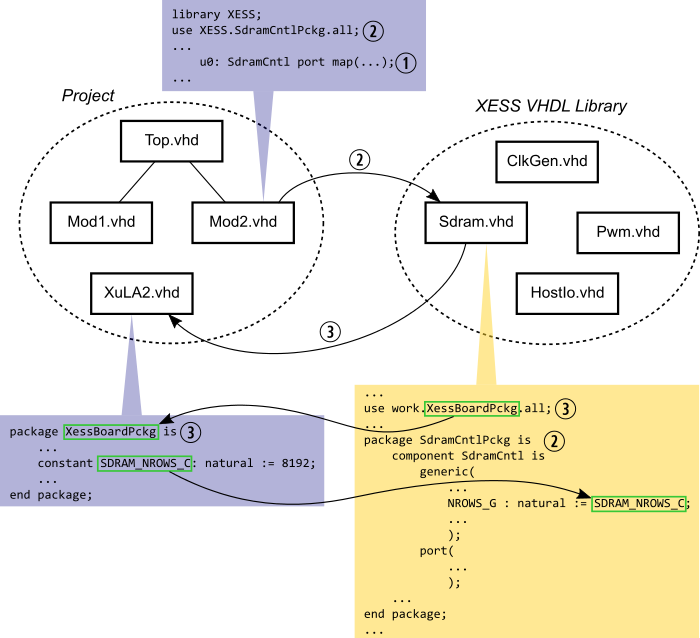 library XESS;
use XESS.SdramCntlPckg.all; ②
...
u0: SdramCntl port map(...); ①
...
Project
XESS VHDL Library
Top.vhd
Mod1.vhd
Mod2.vhd
XuLA2.vhd
②
③
ClkGen.vhd
Sdram.vhd
Pwm.vhd
HostIo.vhd
package XessBoardPckg is ③
...
constant SDRAM_NROWS_C: natural := 8192;
...
end package;
...
use work.XessBoardPckg.all; ③
...
package SdramCntlPckg is ②
component SdramCntl is
generic(
...
NROWS_G : natural := SDRAM_NROWS_C;
...
);
port(
...
);
...
end package;
...